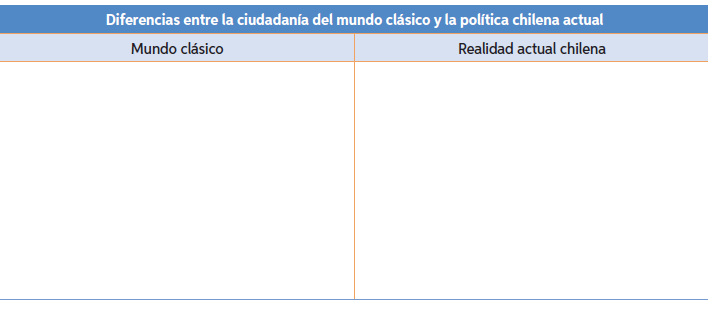 Diferencias entre la ciudadanía del mundo clásico y la política chilena actual
Mundo clásico
Realidad actual chilena